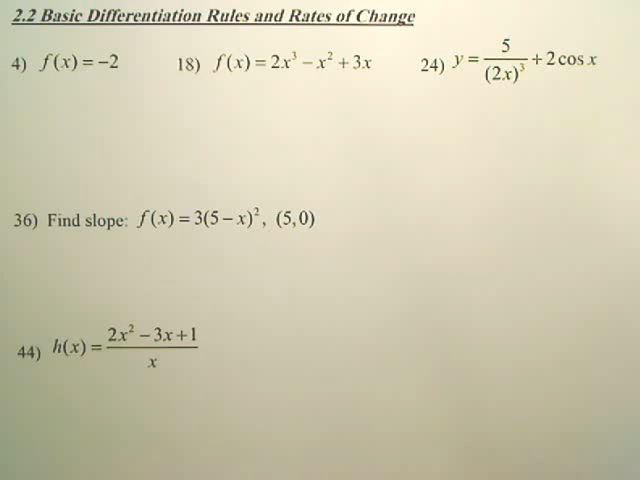 2.2 Basic Differentiation Rules and Rates of Change
4) f(x) = −2 18) f(x) = 2x³ − x² + 3x 24) y = 5/(2x)³ + 2 cos x
36) Find slope: f(x) = 3(5 − x)², (5, 0)
44) h(x) = (2x² − 3x + 1)/x